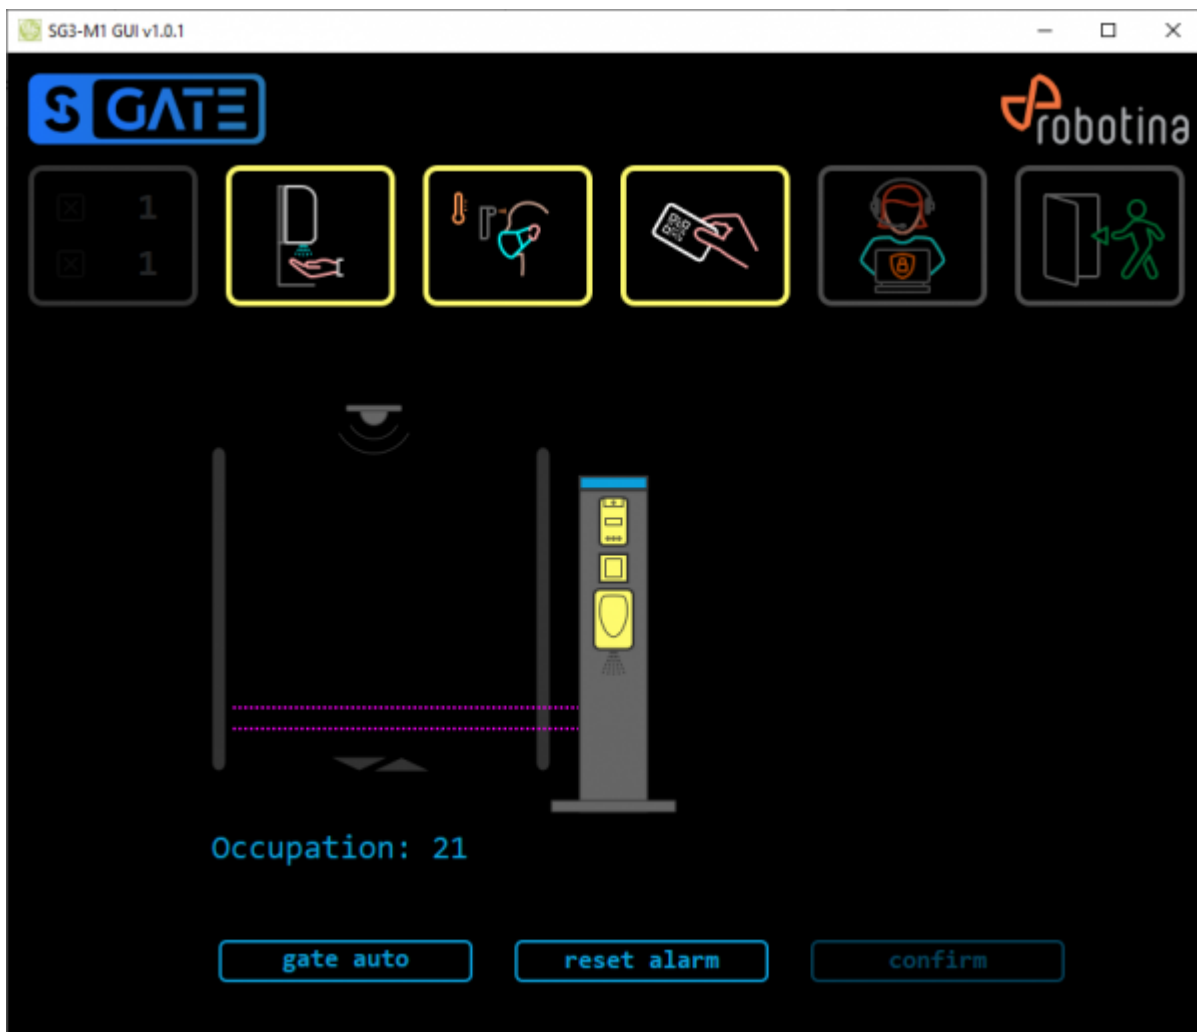 SG3-M1 GUI v1.0.1
S GATE
robotina
1
1
Occupation: 21
gate auto
reset alarm
confirm